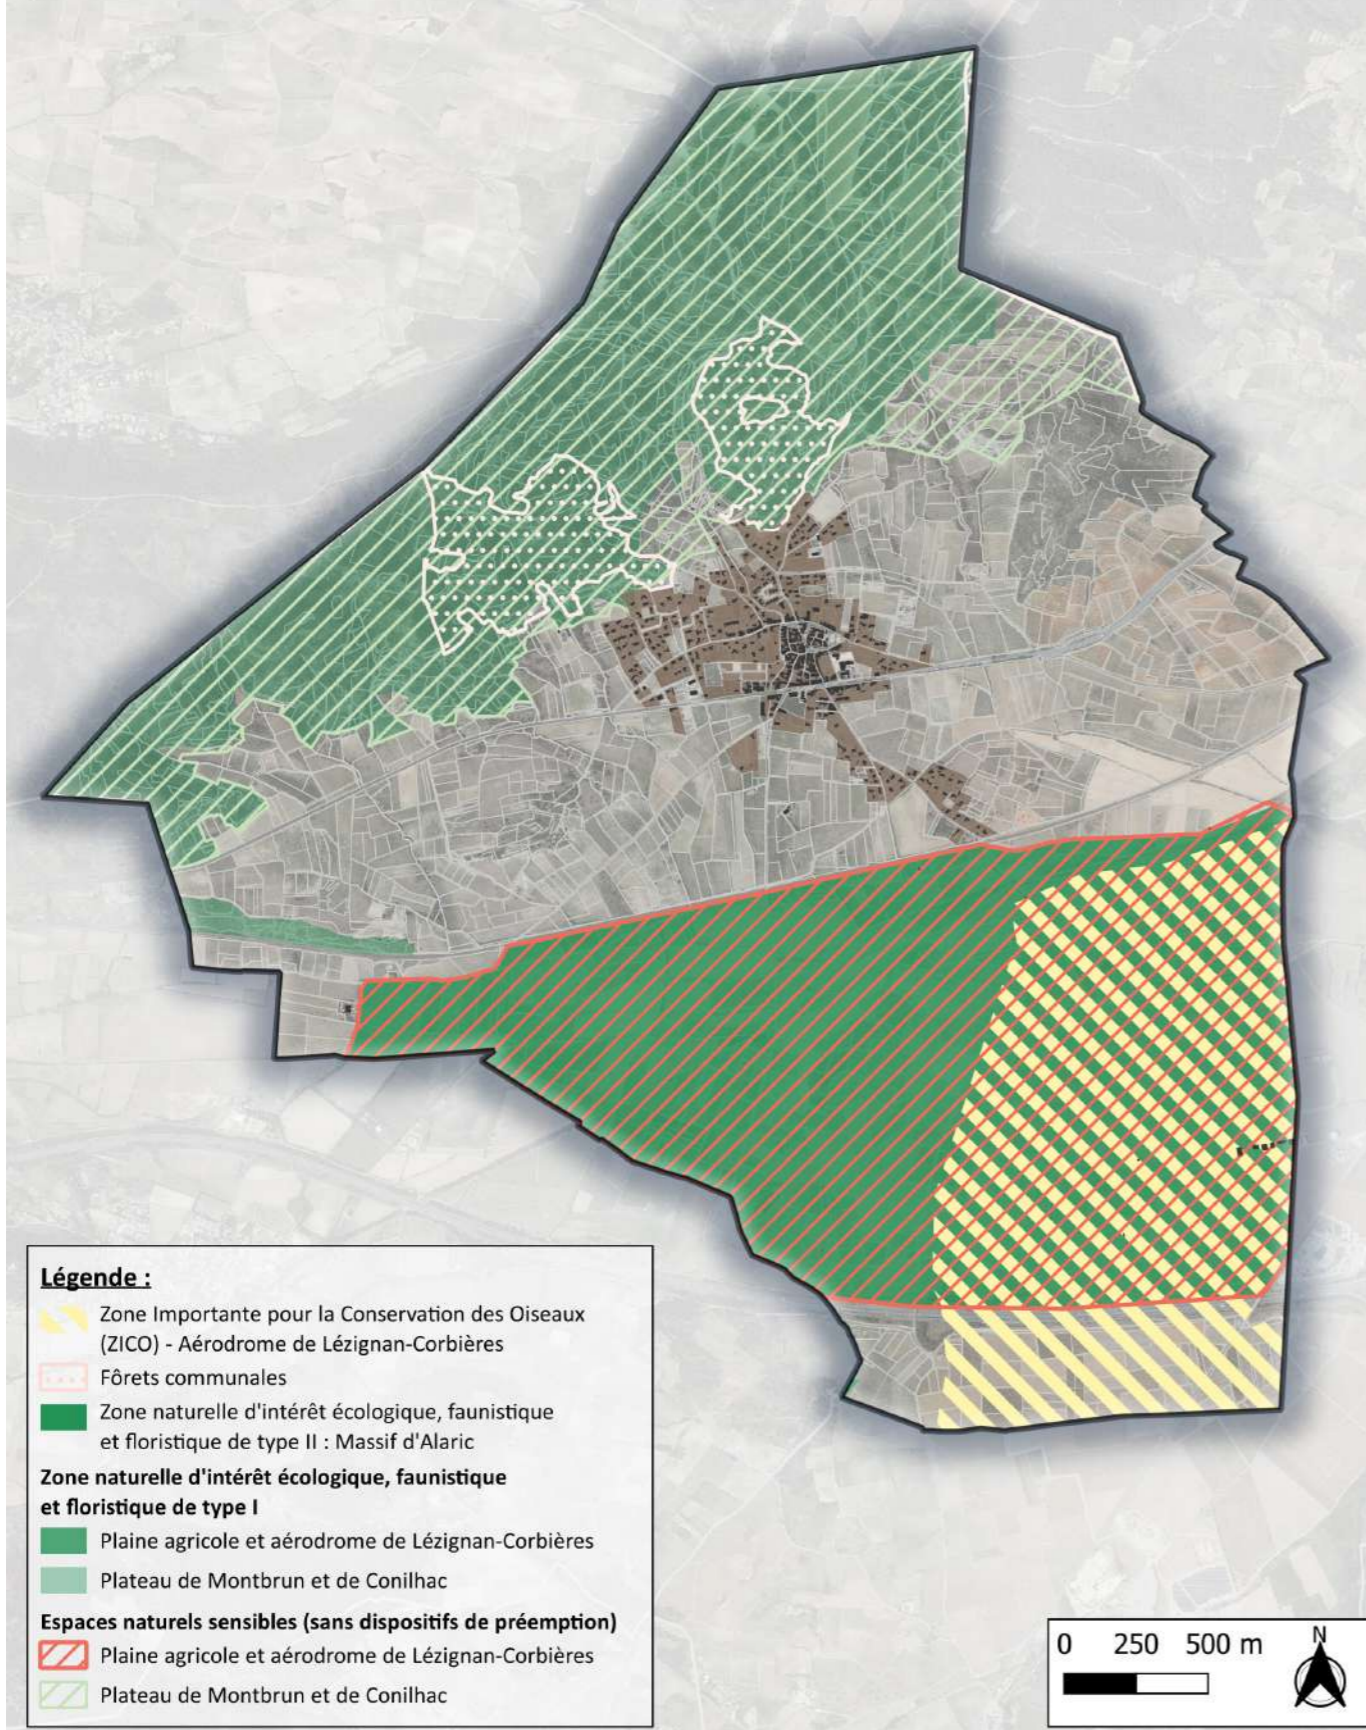 Légende :
Zone Importante pour la Conservation des Oiseaux
(ZICO) - Aérodrome de Lézignan-Corbières
Fôrets communales
Zone naturelle d'intérêt écologique, faunistique
et floristique de type II : Massif d'Alaric
Zone naturelle d'intérêt écologique, faunistique
et floristique de type I
Plaine agricole et aérodrome de Lézignan-Corbières
Plateau de Montbrun et de Conilhac
Espaces naturels sensibles (sans dispositifs de préemption)
Plaine agricole et aérodrome de Lézignan-Corbières
Plateau de Montbrun et de Conilhac
0 250 500 m
N